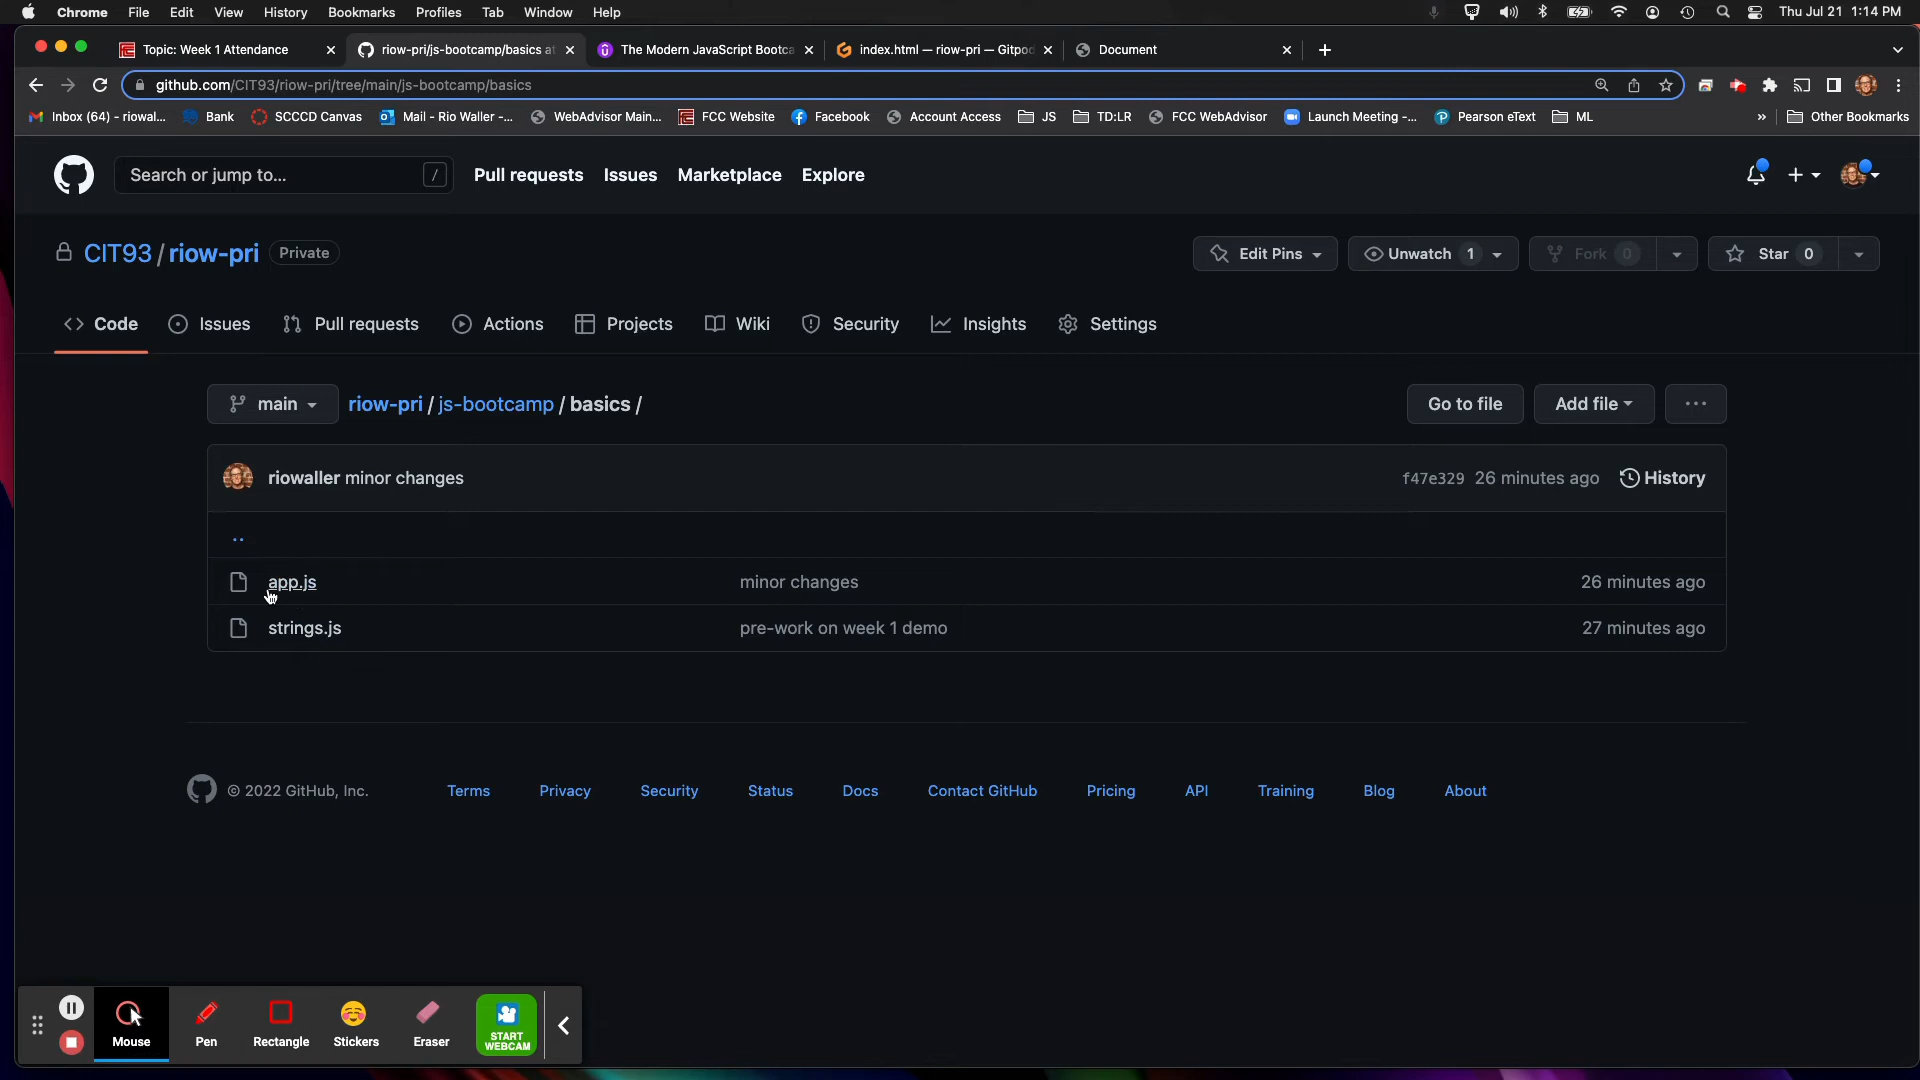 Chrome File Edit View History Bookmarks Profiles Tab Window Help Thu Jul 21 1:14 PM
Topic: Week 1 Attendance riow-pri/js-bootcamp/basics at The Modern JavaScript Bootca index.html — riow-pri — Gitpod Document
github.com/CIT93/riow-pri/tree/main/js-bootcamp/basics
Inbox (64) - riowal... Bank SCCCD Canvas Mail - Rio Waller -... WebAdvisor Main... FCC Website Facebook Account Access JS TD:LR FCC WebAdvisor Launch Meeting -... Pearson eText ML » Other Bookmarks
Search or jump to... / Pull requests Issues Marketplace Explore
CIT93 / riow-pri Private Edit Pins Unwatch 1 Fork 0 Star 0
Code Issues Pull requests Actions Projects Wiki Security Insights Settings
main riow-pri / js-bootcamp / basics / Go to file Add file ...
riowaller minor changes f47e329 26 minutes ago History
..
app.js minor changes 26 minutes ago
strings.js pre-work on week 1 demo 27 minutes ago
© 2022 GitHub, Inc. Terms Privacy Security Status Docs Contact GitHub Pricing API Training Blog About
Mouse Pen Rectangle Stickers Eraser START WEBCAM